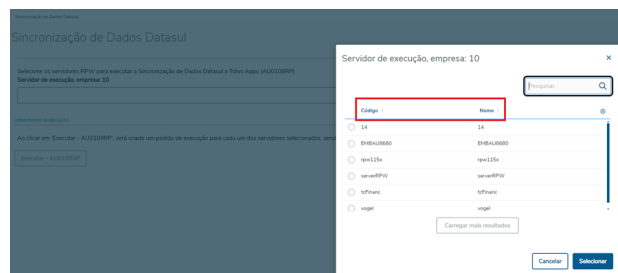 Sincronização de Dados Datasul
Sincronização de Dados Datasul
Selecione os servidores RPW para executar a Sincronização de Dados Datasul x Totvs Apps (AU0109RP)
Servidor de execução, empresa: 10
Ao clicar em 'Executar - AU0109RP', será criado um pedido de execução para cada um dos servidores selecionados, send
Executar - AU0109RP
Servidor de execução, empresa: 10
Pesquisar
Código Nome
14 14
EMBAU8680 EMBAU8680
rpw115x rpw115x
serverRPW serverRPW
tcfinanc tcfinanc
vogel vogel
Carregar mais resultados
Cancelar Selecionar